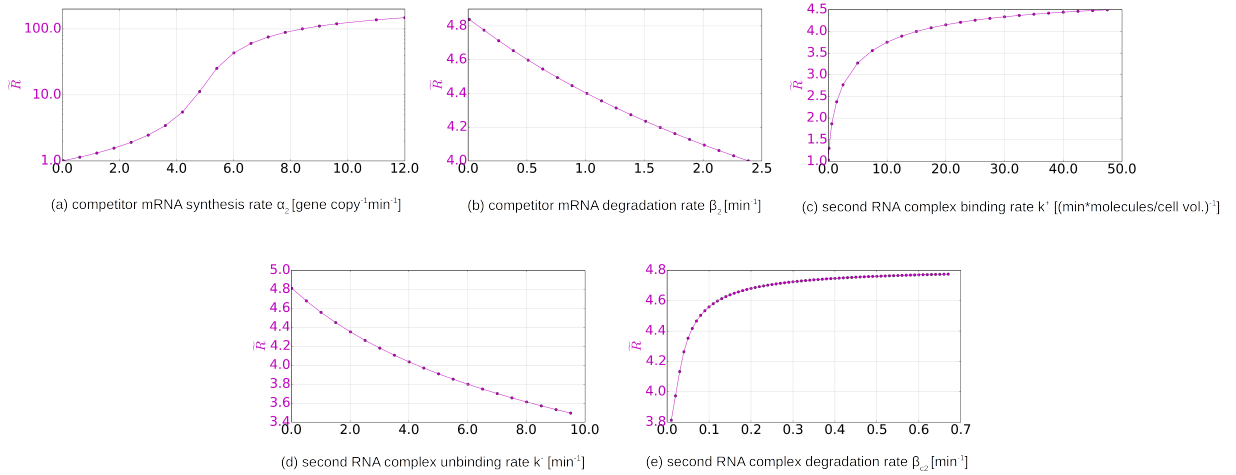 100.0
10.0
1.0
R̃
0.0 2.0 4.0 6.0 8.0 10.0 12.0
(a) competitor mRNA synthesis rate α₂ [gene copy⁻¹min⁻¹]
4.8
4.6
4.4
4.2
4.0
R̃
0.0 0.5 1.0 1.5 2.0 2.5
(b) competitor mRNA degradation rate β₂ [min⁻¹]
4.5
4.0
3.5
3.0
2.5
2.0
1.5
1.0
R̃
0.0 10.0 20.0 30.0 40.0 50.0
(c) second RNA complex binding rate k⁺ [(min*molecules/cell vol.)⁻¹]
5.0
4.8
4.6
4.4
4.2
4.0
3.8
3.6
3.4
R̃
0.0 2.0 4.0 6.0 8.0 10.0
(d) second RNA complex unbinding rate k⁻ [min⁻¹]
4.8
4.6
4.4
4.2
4.0
3.8
R̃
0.0 0.1 0.2 0.3 0.4 0.5 0.6 0.7
(e) second RNA complex degradation rate β_c2 [min⁻¹]